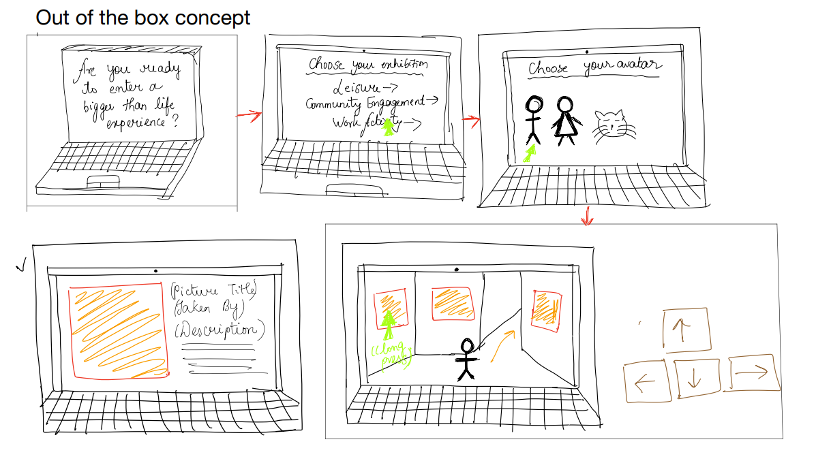 Out of the box concept
Are you ready
to enter a
bigger than life
experience?
Choose your exhibition
Leisure→
Community Engagement→
Work Activity→
Choose your avatar
(Picture Title)
(Taken By)
(Description)
(long
press)
↑
← ↓ →